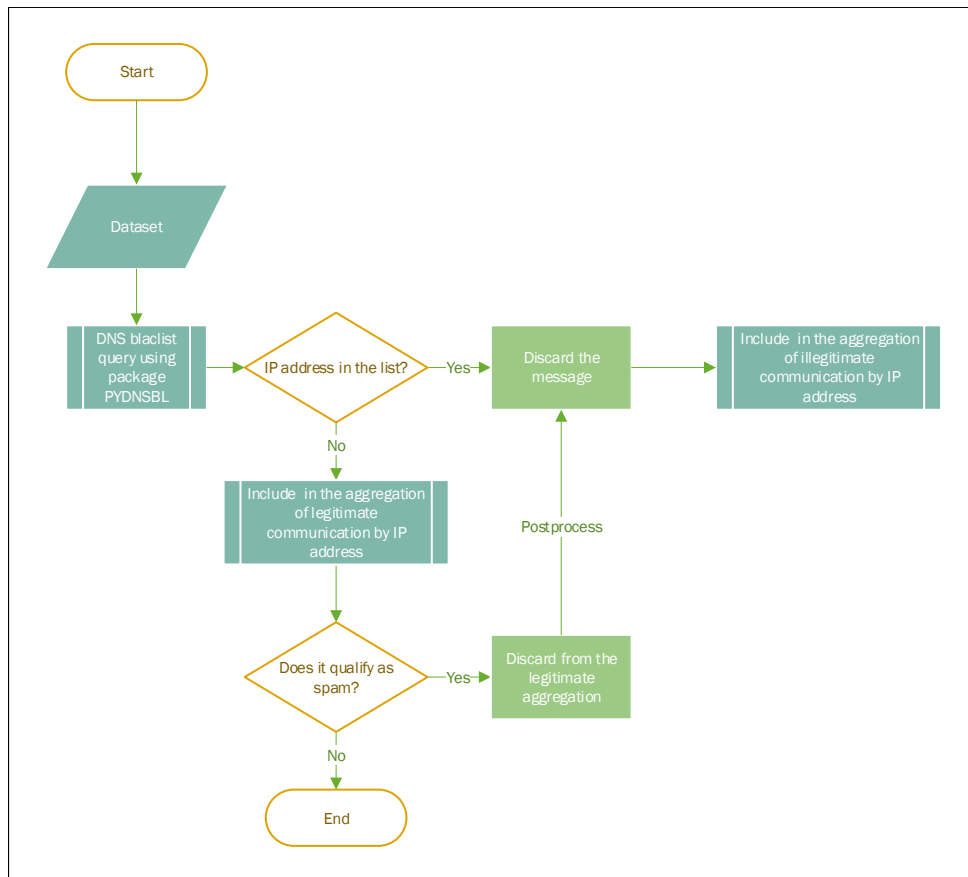 Start
Dataset
DNS blaclist
query using
package
PYDNSBL
IP address in the list?
Yes
Discard the
message
Include in the aggregation
of illegitimate
communication by IP
address
No
Include in the aggregation
of legitimate
communication by IP
address
Postprocess
Does it qualify as
spam?
Yes
Discard from the
legitimate
aggregation
No
End